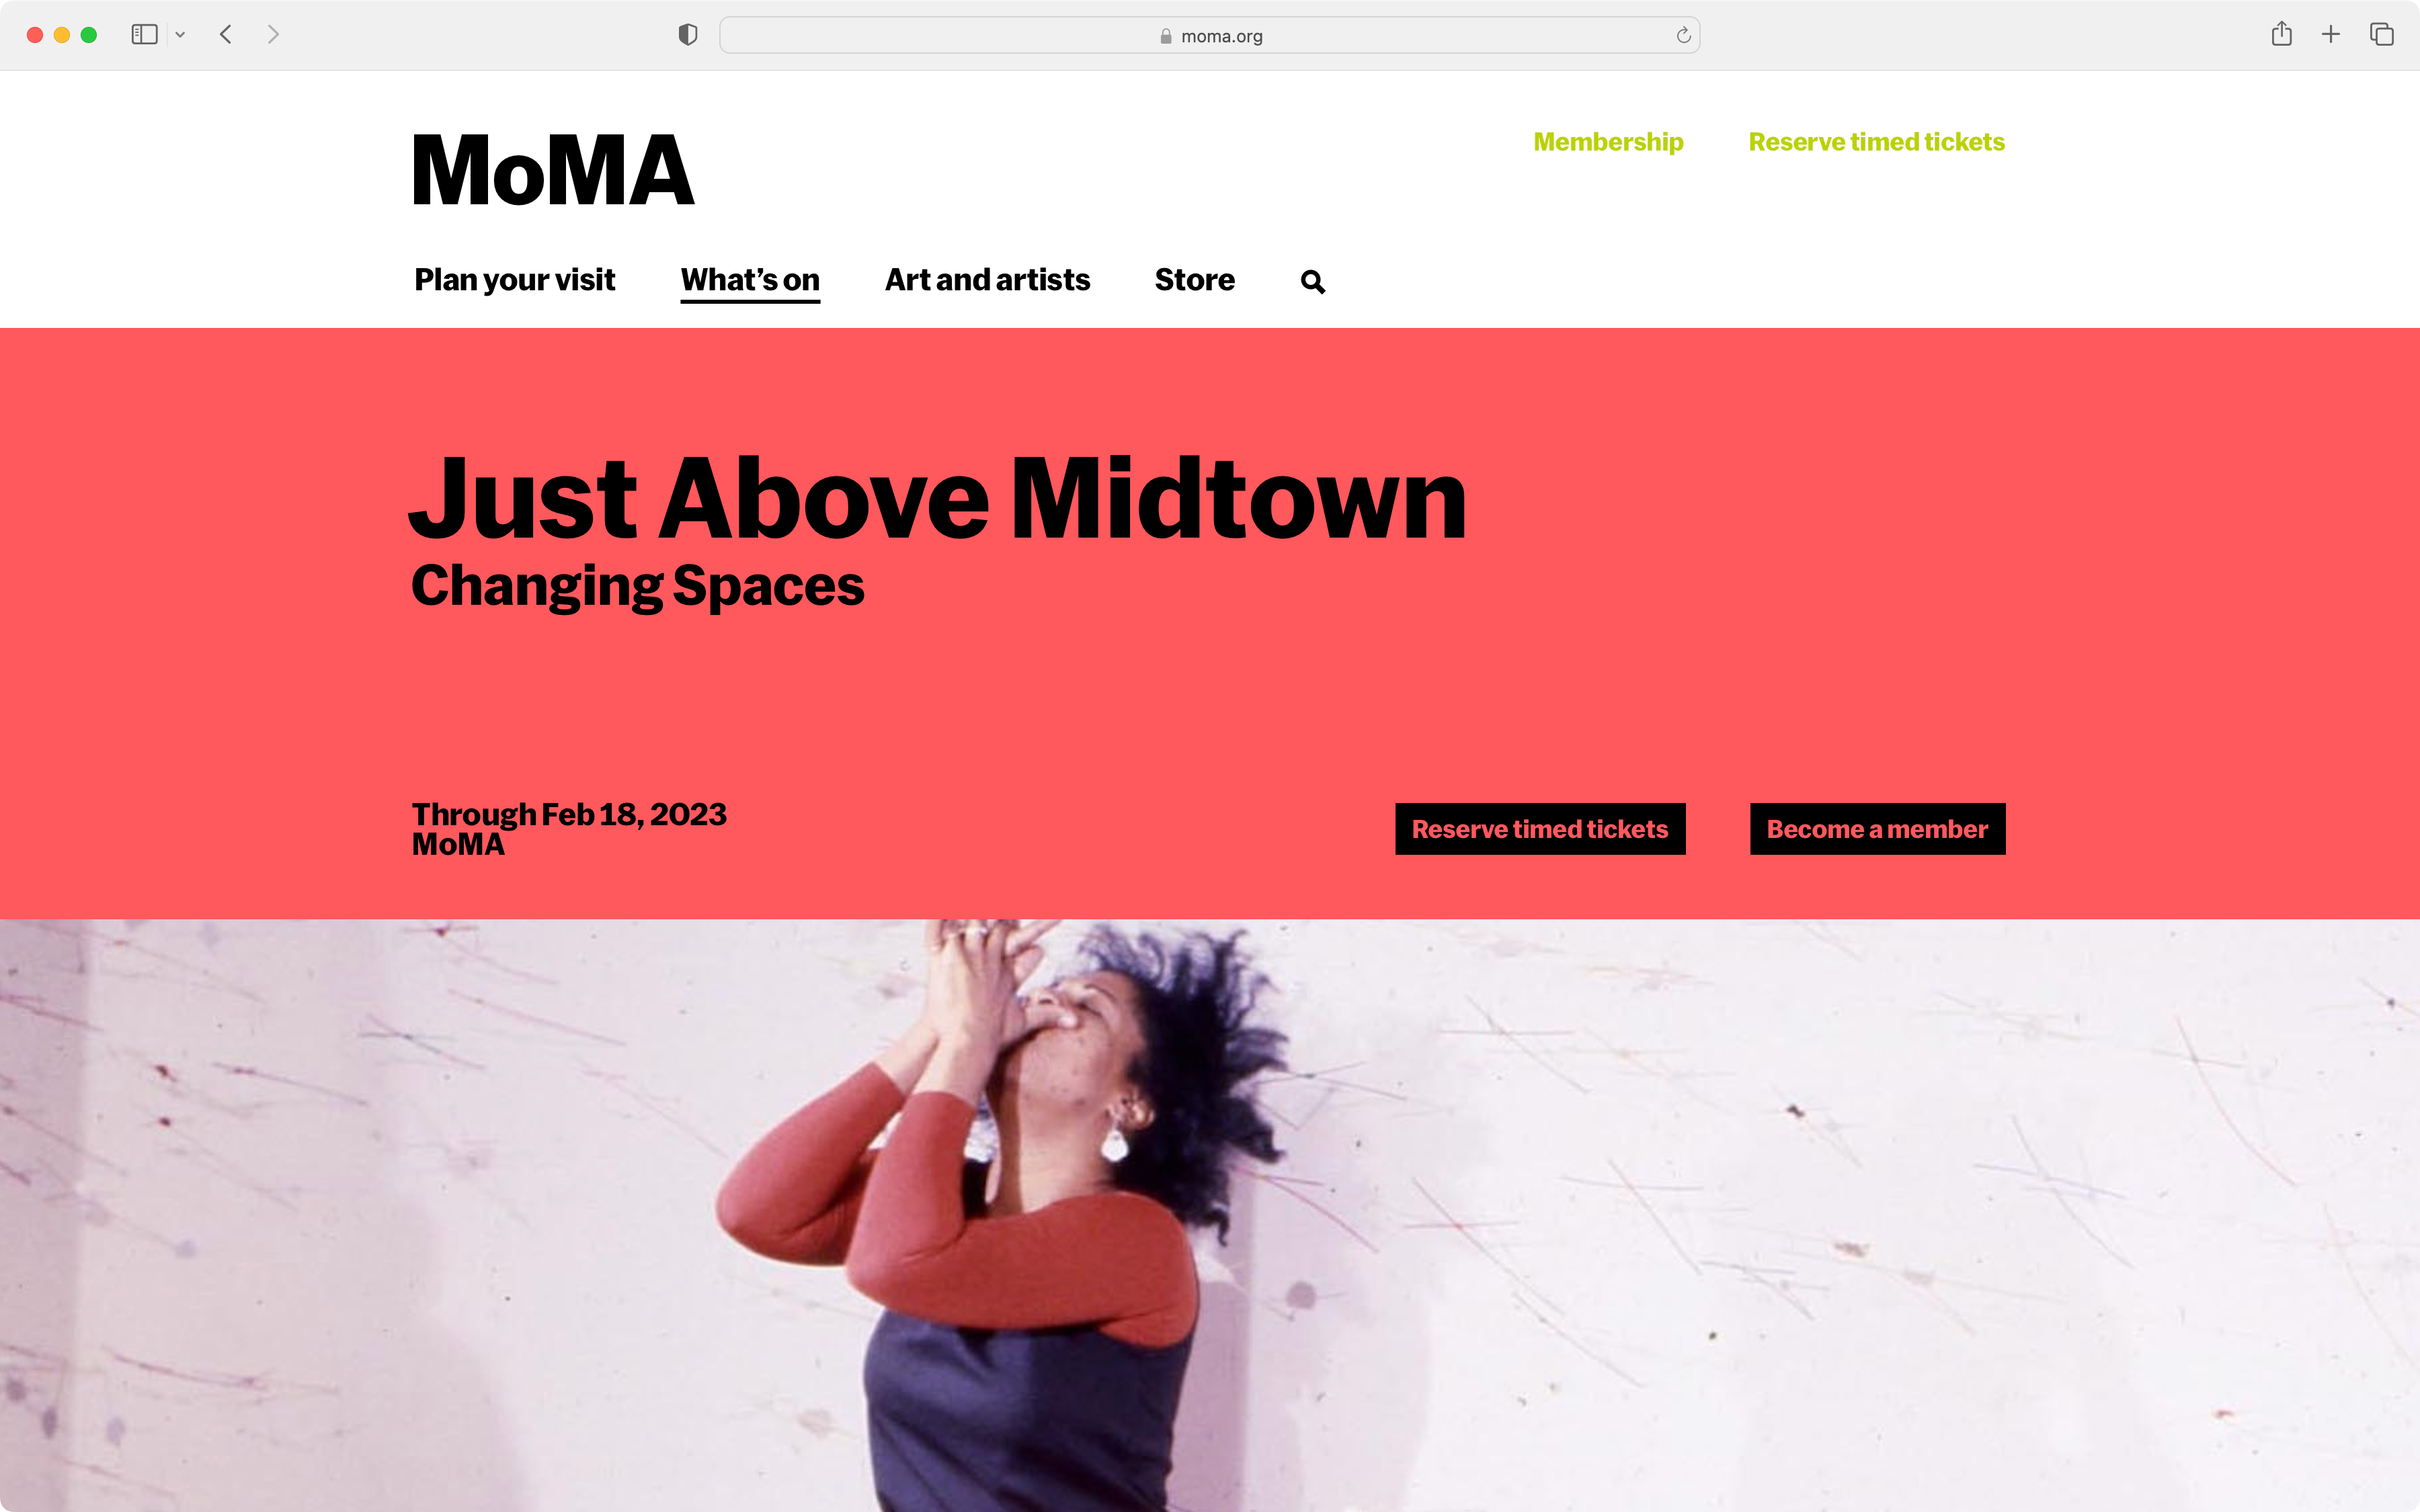 moma.org
MoMA
Membership
Reserve timed tickets
Plan your visit
What’s on
Art and artists
Store
Just Above Midtown
Changing Spaces
Through Feb 18, 2023
MoMA
Reserve timed tickets
Become a member